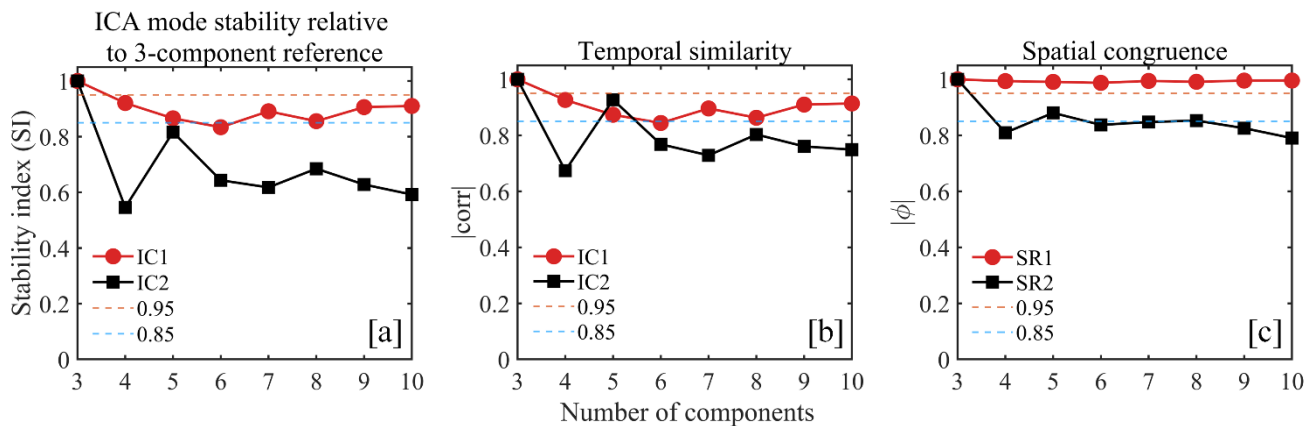 ICA mode stability relative
to 3-component reference
Stability index (SI)
1
0.8
0.6
0.4
0.2
0
IC1
IC2
0.95
0.85
[a]
3 4 5 6 7 8 9 10
Temporal similarity
|corr|
1
0.8
0.6
0.4
0.2
0
IC1
IC2
0.95
0.85
[b]
3 4 5 6 7 8 9 10
Number of components
Spatial congruence
|ϕ|
1
0.8
0.6
0.4
0.2
0
SR1
SR2
0.95
0.85
[c]
3 4 5 6 7 8 9 10